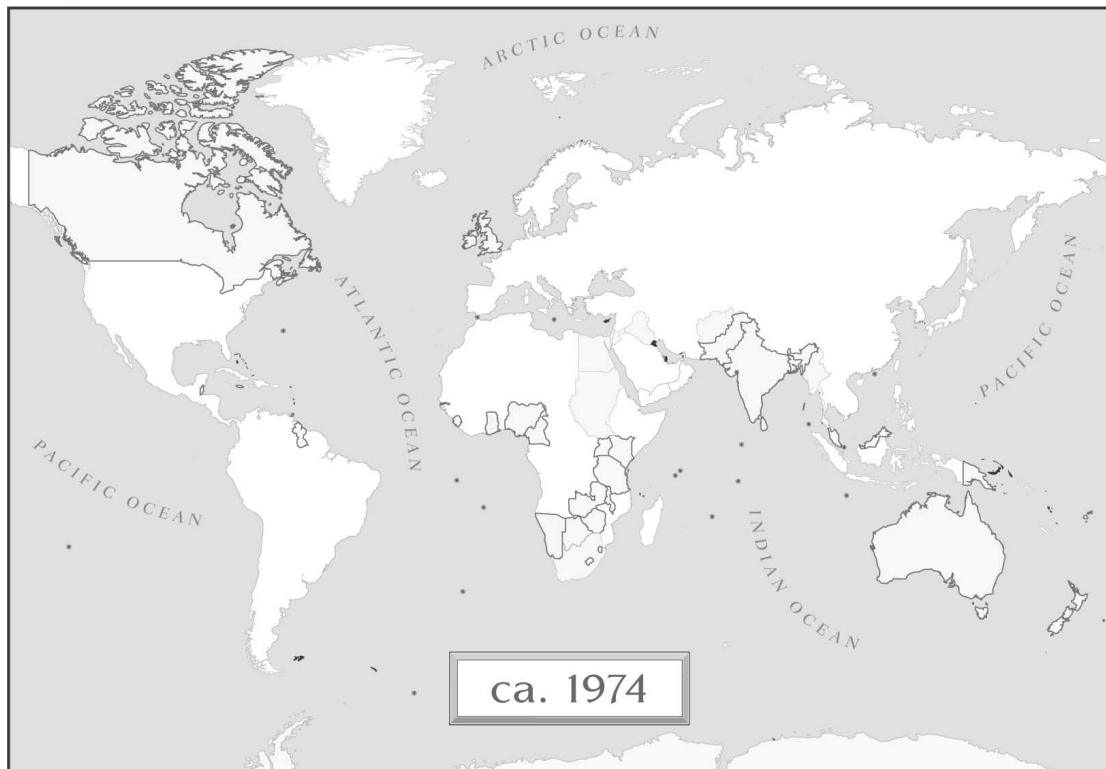 ARCTIC OCEAN
ATLANTIC OCEAN
PACIFIC OCEAN
PACIFIC OCEAN
INDIAN OCEAN
ca. 1974